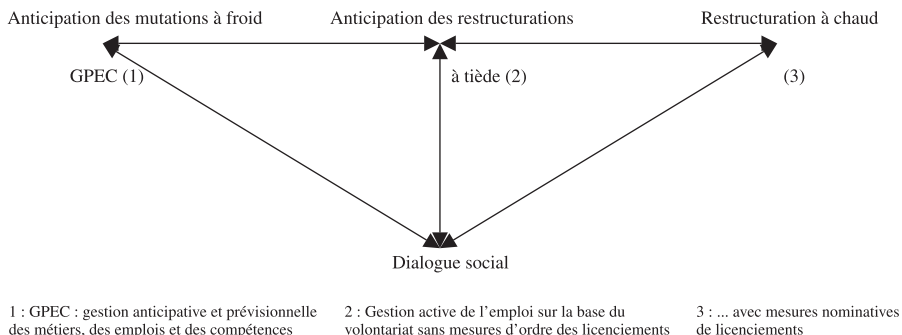 Anticipation des mutations à froid Anticipation des restructurations Restructuration à chaud
GPEC (1) à tiède (2) (3)
Dialogue social
1 : GPEC : gestion anticipative et prévisionnelle
des métiers, des emplois et des compétences
2 : Gestion active de l'emploi sur la base du
volontariat sans mesures d'ordre des licenciements
3 : ... avec mesures nominatives
de licenciements